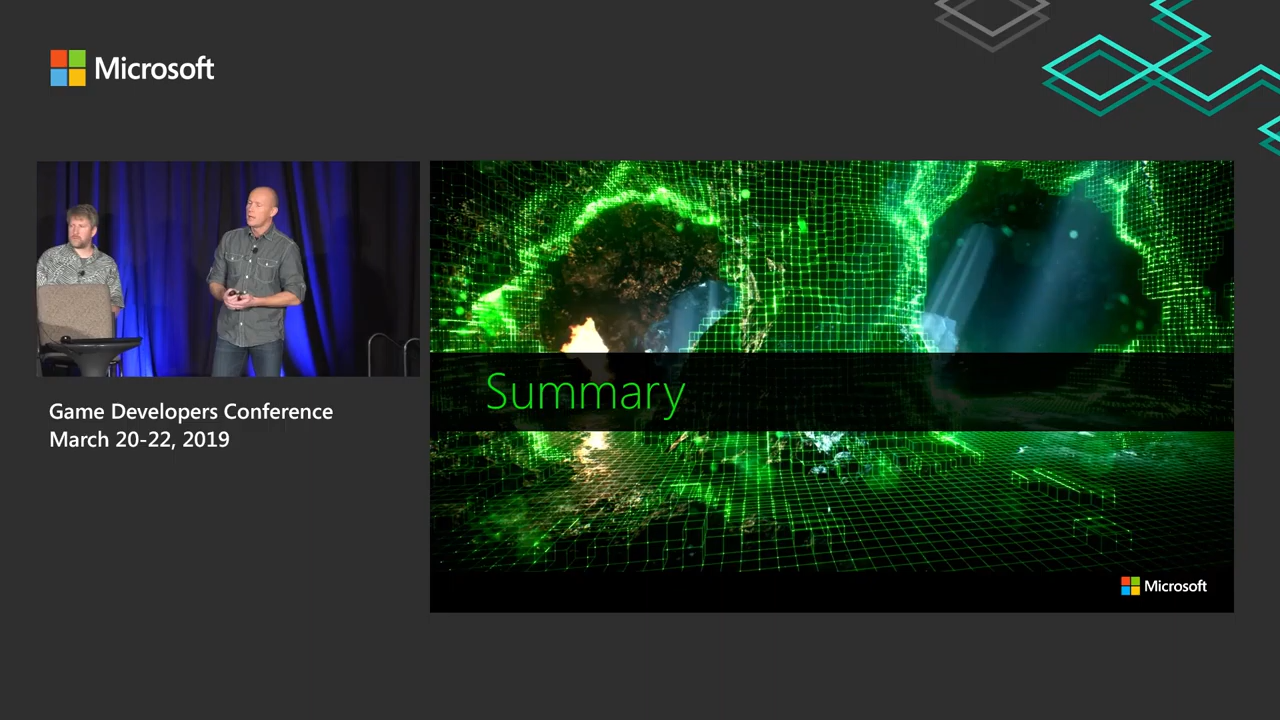 Microsoft
Game Developers Conference
March 20-22, 2019
Summary
Microsoft